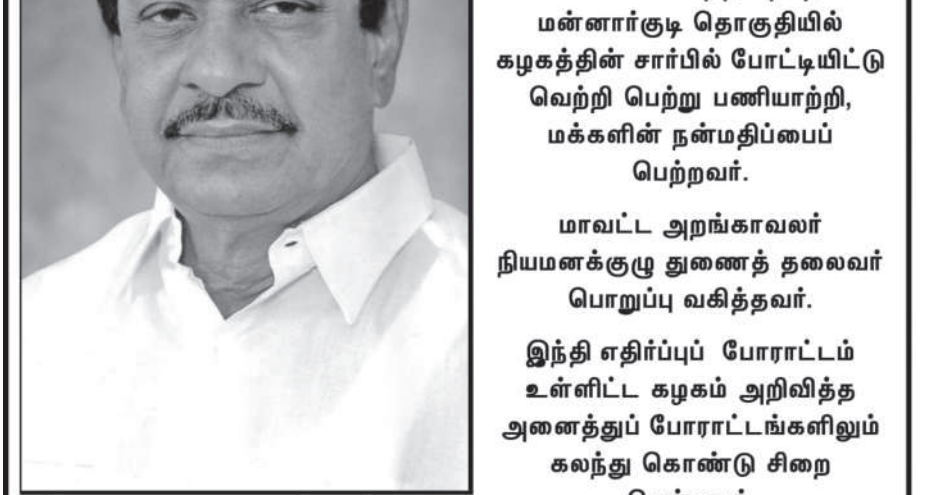 மன்னார்குடி தொகுதியில்
கழகத்தின் சார்பில் போட்டியிட்டு
வெற்றி பெற்று பணியாற்றி,
மக்களின் நன்மதிப்பைப்
பெற்றவர்.
மாவட்ட அறங்காவலர்
நியமனக்குழு துணைத் தலைவர்
பொறுப்பு வகித்தவர்.
இந்தி எதிர்ப்புப் போராட்டம்
உள்ளிட்ட கழகம் அறிவித்த
அனைத்துப் போராட்டங்களிலும்
கலந்து கொண்டு சிறை